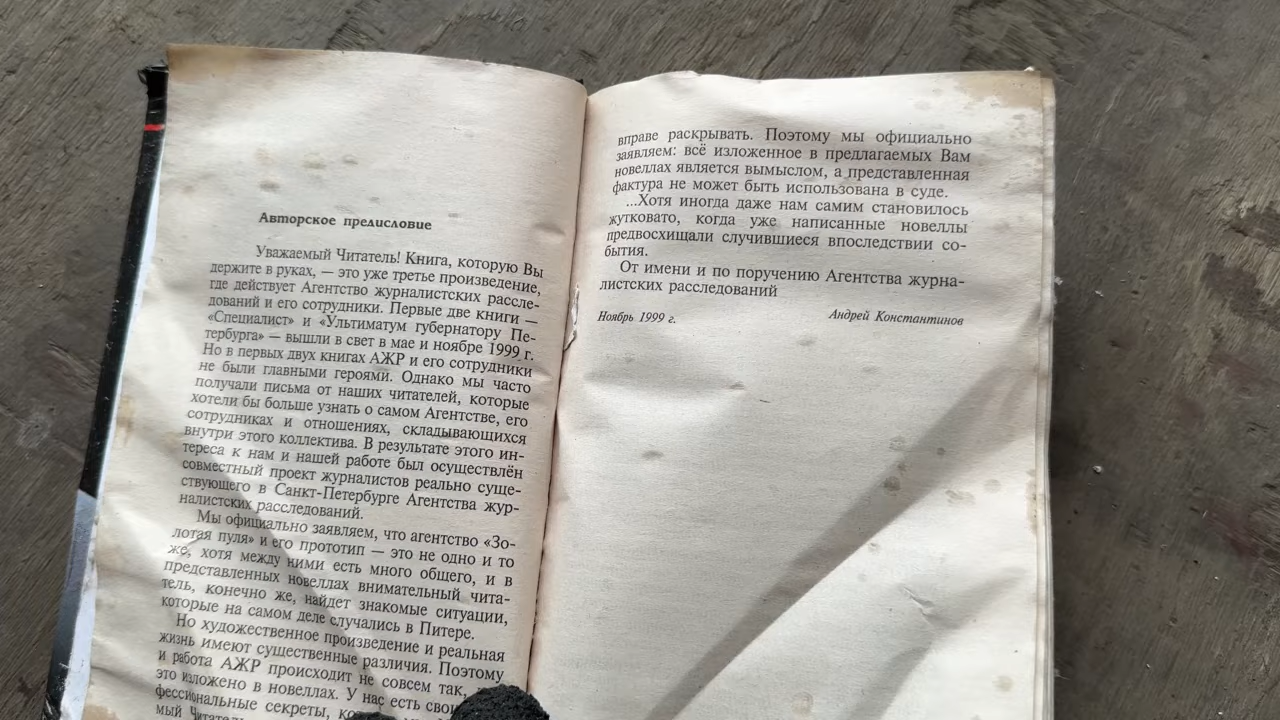 Авторское предисловие
Уважаемый Читатель! Книга, которую Вы
держите в руках, — это уже третье произведение,
где действует Агентство журналистских рассле-
дований и его сотрудники. Первые две книги —
«Специалист» и «Ультиматум губернатору Пе-
тербурга» — вышли в свет в мае и ноябре 1999 г.
Но в первых двух книгах АЖР и его сотрудники
не были главными героями. Однако мы часто
получали письма от наших читателей, которые
хотели бы больше узнать о самом Агентстве, его
сотрудниках и отношениях, складывающихся
внутри этого коллектива. В результате этого ин-
тереса к нам и нашей работе был осуществлён
совместный проект журналистов реально суще-
ствующего в Санкт-Петербурге Агентства жур-
налистских расследований.
Мы официально заявляем, что агентство «Зо-
лотая пуля» и его прототип — это не одно и то
же, хотя между ними есть много общего, и в
представленных новеллах внимательный чита-
тель, конечно же, найдет знакомые ситуации,
которые на самом деле случались в Питере.
Но художественное произведение и реальная
жизнь имеют существенные различия. Поэтому
и работа АЖР происходит не совсем так,
это изложено в новеллах. У нас есть
фессиональные секреты,
мый
вправе раскрывать. Поэтому мы официально
заявляем: всё изложенное в предлагаемых Вам
новеллах является вымыслом, а представленная
фактура не может быть использована в суде.
...Хотя иногда даже нам самим становилось
жутковато, когда уже написанные новеллы
предвосхищали случившиеся впоследствии со-
бытия.
От имени и по поручению Агентства журна-
листских расследований
Ноябрь 1999 г. Андрей Константинов